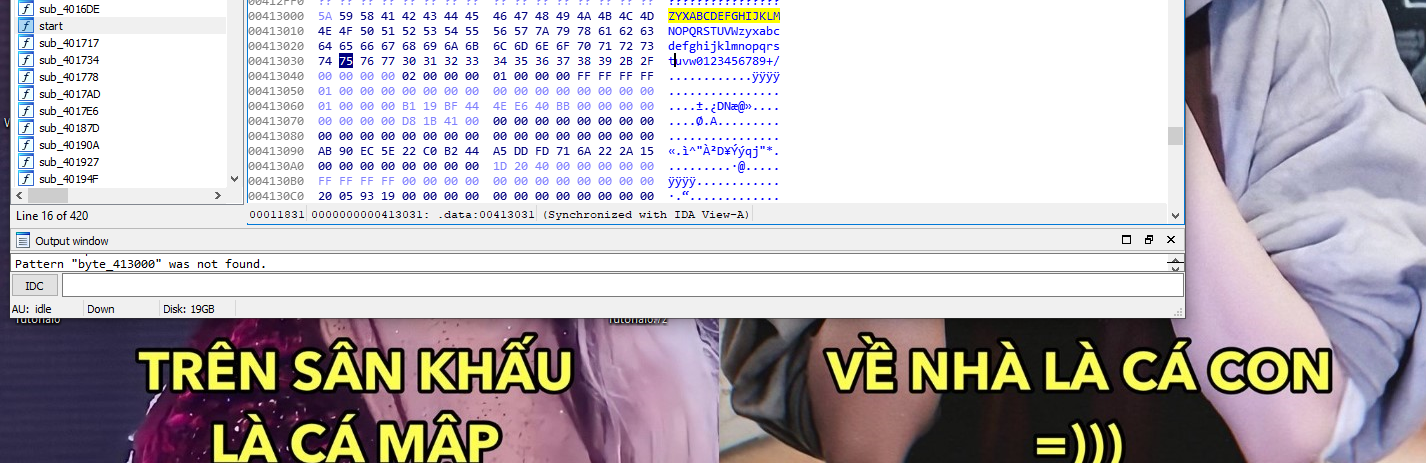 sub_4016DE
start
sub_401717
sub_401734
sub_401778
sub_4017AD
sub_4017E6
sub_40187D
sub_40190A
sub_401927
sub_40194F
Line 16 of 420
00413000 5A 59 58 41 42 43 44 45 46 47 48 49 4A 4B 4C 4D ZYXABCDEFGHIJKLM
00413010 4E 4F 50 51 52 53 54 55 56 57 7A 79 78 61 62 63 NOPQRSTUVWzyxabc
00413020 64 65 66 67 68 69 6A 6B 6C 6D 6E 6F 70 71 72 73 defghijklmnopqrs
00413030 74 75 76 77 30 31 32 33 34 35 36 37 38 39 2B 2F tuvw0123456789+/
00413040 00 00 00 00 02 00 00 00 01 00 00 00 FF FF FF FF ............ÿÿÿÿ
00413050 01 00 00 00 00 00 00 00 00 00 00 00 00 00 00 00 ................
00413060 01 00 00 00 B1 19 BF 44 4E E6 40 BB 00 00 00 00 ....±.¿DNæ@»....
00413070 00 00 00 00 D8 1B 41 00 00 00 00 00 00 00 00 00 ....Ø.A.........
00413080 00 00 00 00 00 00 00 00 00 00 00 00 00 00 00 00 ................
00413090 AB 90 EC 5E 22 C0 B2 44 A5 DD FD 71 6A 22 2A 15 «.ì^"À²D¥Ýýqj"*.
004130A0 00 00 00 00 00 00 00 00 1D 20 40 00 00 00 00 00 .........·@.....
004130B0 FF FF FF FF 00 00 00 00 00 00 00 00 00 00 00 00 ÿÿÿÿ............
004130C0 20 05 93 19 00 00 00 00 00 00 00 00 00 00 00 00 ·.“.............
00011831 0000000000413031: .data:00413031 (Synchronized with IDA View-A)
Output window
Pattern "byte_413000" was not found.
IDC
AU: idle Down Disk: 19GB
TRÊN SÂN KHẤU
LÀ CÁ MẬP
VỀ NHÀ LÀ CÁ CON
=)))